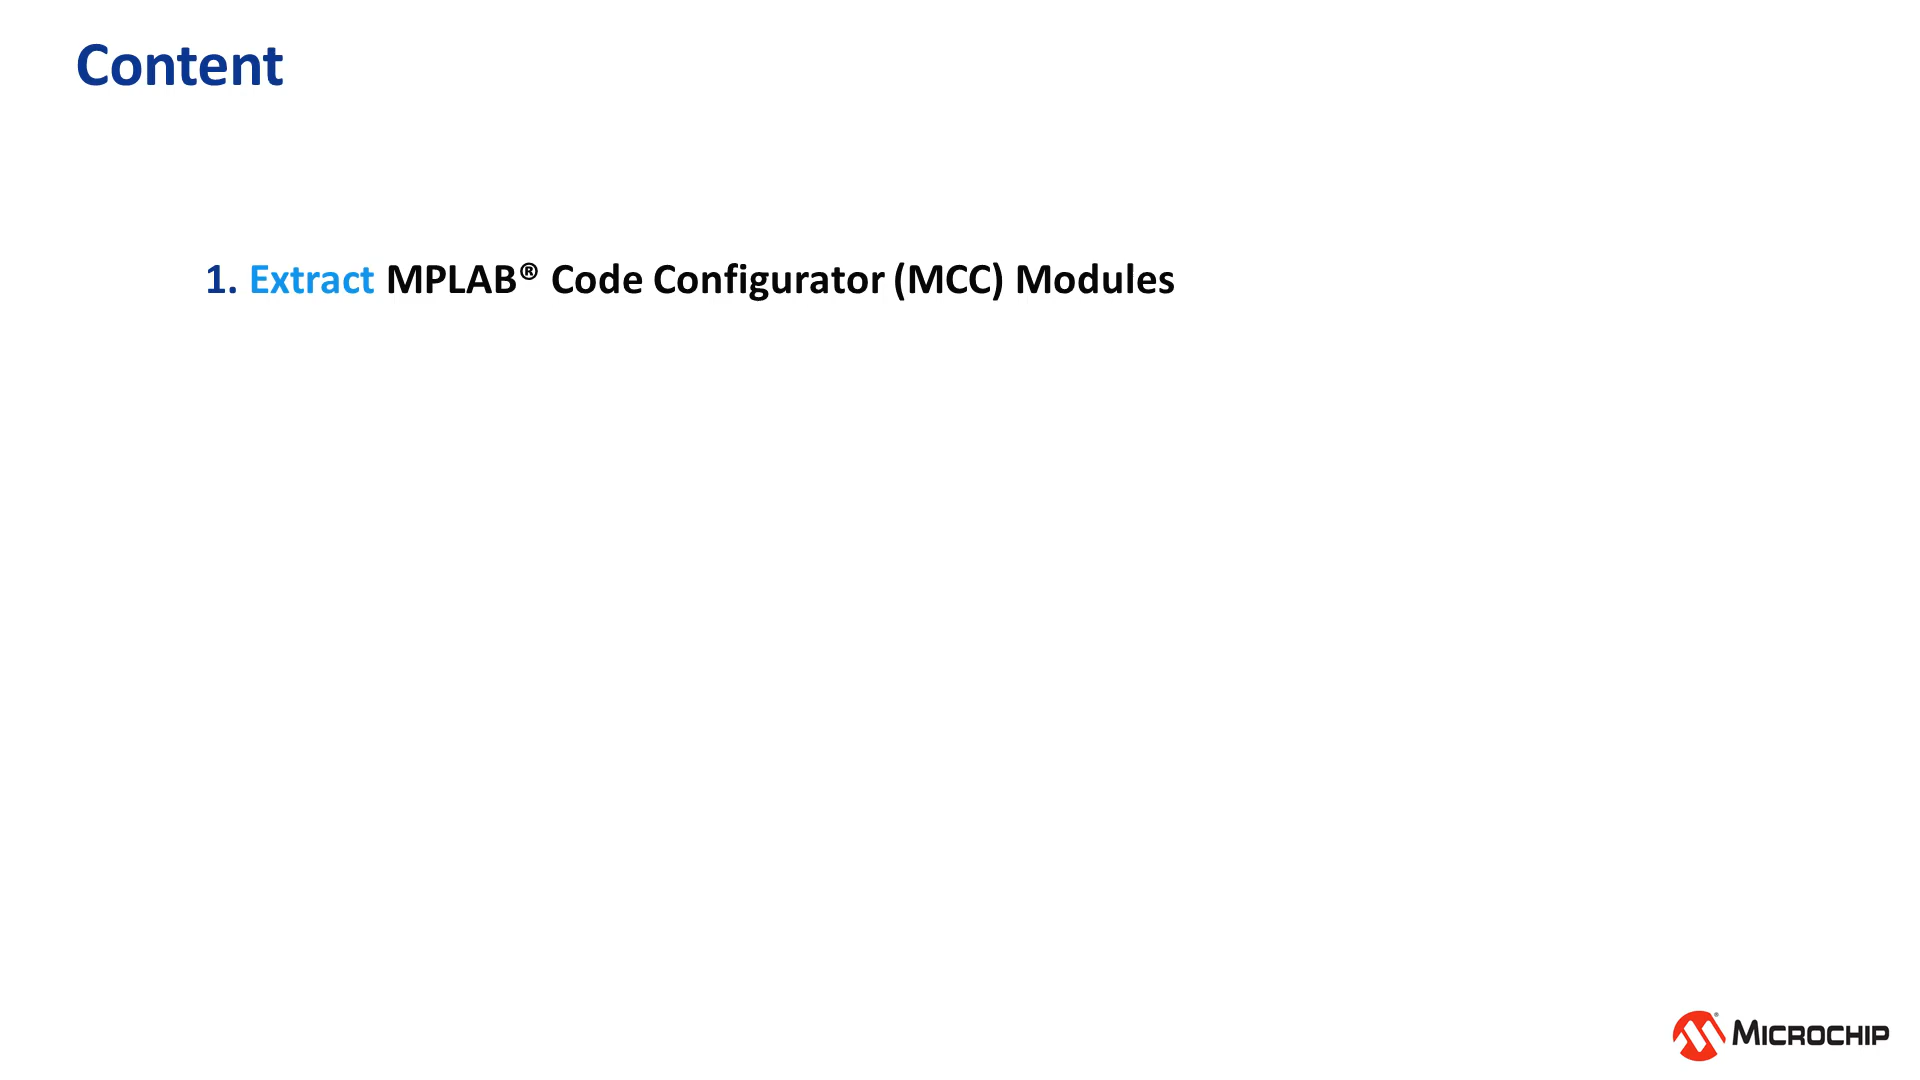 Content
1. Extract MPLAB® Code Configurator (MCC) Modules
MICROCHIP